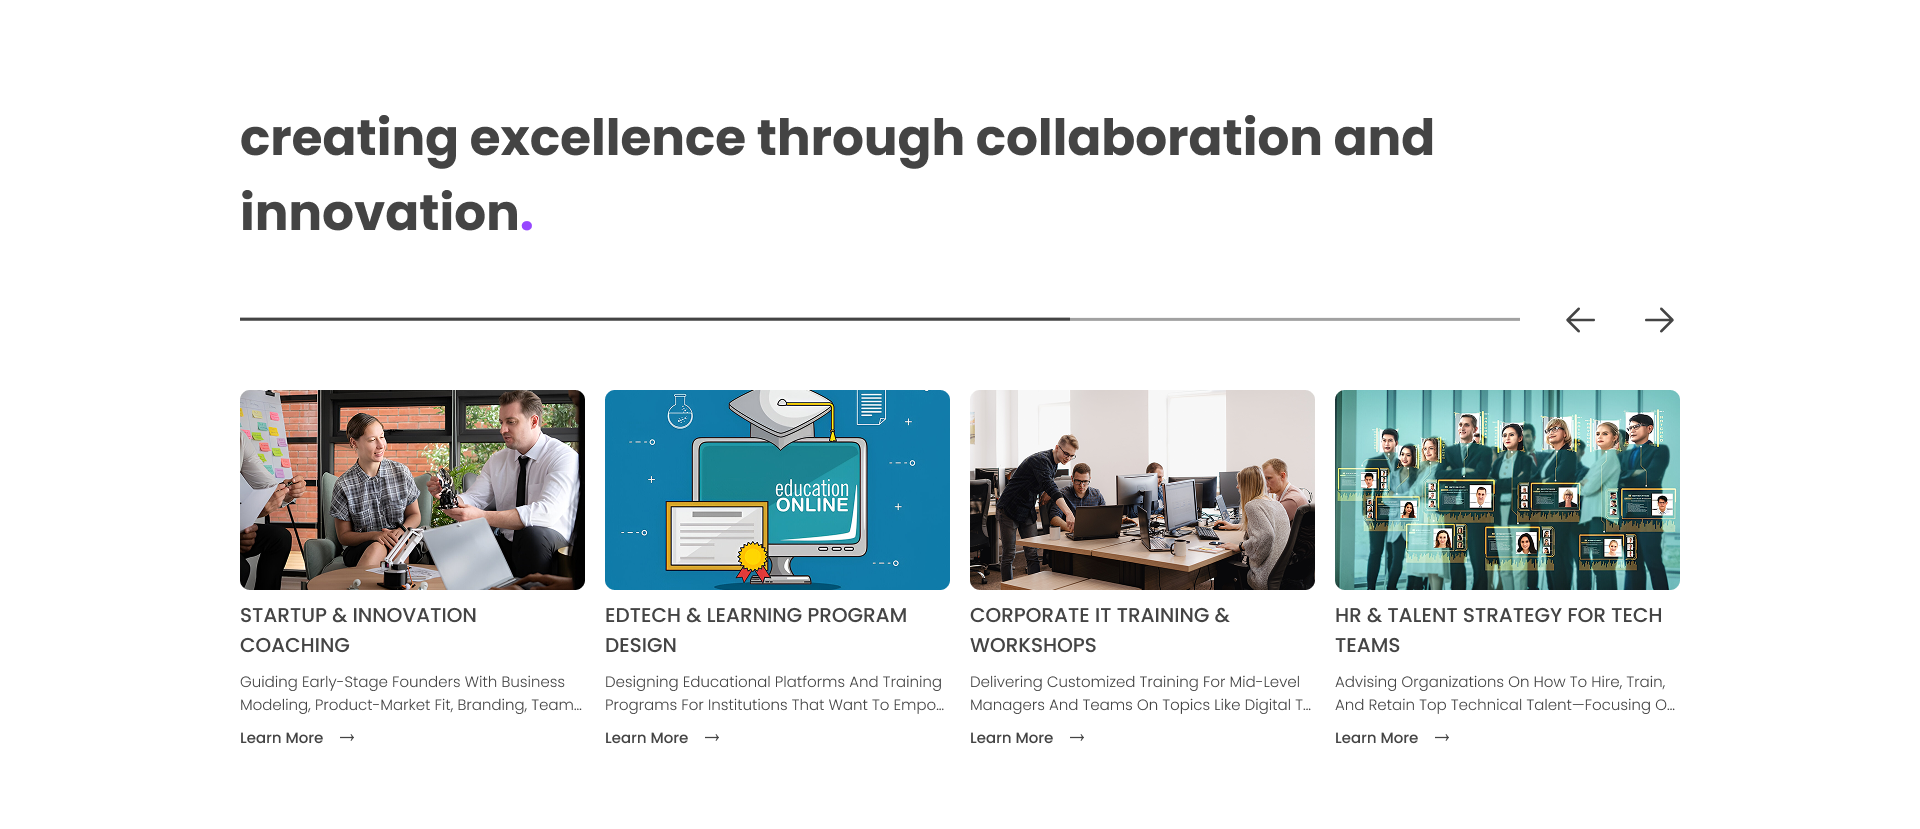 creating excellence through collaboration and
innovation.
education
ONLINE
STARTUP & INNOVATION
COACHING
Guiding Early-Stage Founders With Business
Modeling, Product-Market Fit, Branding, Team...
Learn More
EDTECH & LEARNING PROGRAM
DESIGN
Designing Educational Platforms And Training
Programs For Institutions That Want To Empo...
Learn More
CORPORATE IT TRAINING &
WORKSHOPS
Delivering Customized Training For Mid-Level
Managers And Teams On Topics Like Digital T...
Learn More
HR & TALENT STRATEGY FOR TECH
TEAMS
Advising Organizations On How To Hire, Train,
And Retain Top Technical Talent—Focusing O...
Learn More